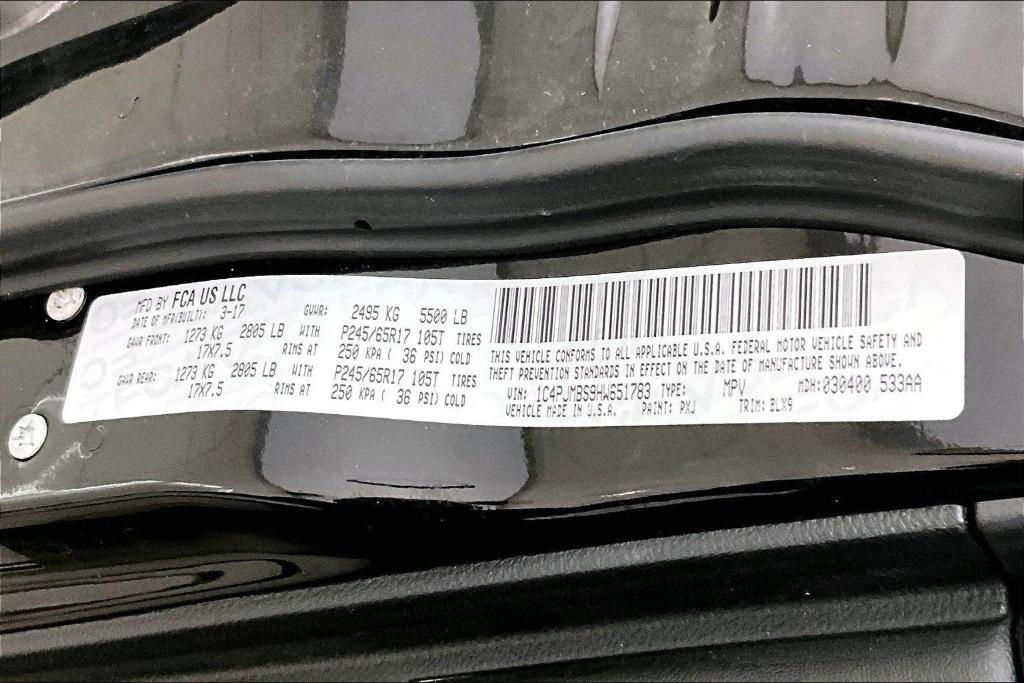 MFD BY FCA US LLC
DATE OF MFR(BUILT): 3-17 GVWR: 2495 KG 5500 LB
GAWR FRONT: 1273 KG 2805 LB WITH P245/65R17 105T TIRES
17X7.5 RIMS AT 250 KPA ( 36 PSI) COLD
GAWR REAR: 1273 KG 2805 LB WITH P245/65R17 105T TIRES
17X7.5 RIMS AT 250 KPA ( 36 PSI) COLD
THIS VEHICLE CONFORMS TO ALL APPLICABLE U.S.A. FEDERAL MOTOR VEHICLE SAFETY AND
THEFT PREVENTION STANDARDS IN EFFECT ON THE DATE OF MANUFACTURE SHOWN ABOVE.
VIN: 1C4PJMBS9HW651783 TYPE: MPV MDH:030400 533AA
VEHICLE MADE IN U.S.A. PAINT: PXJ TRIM: BLX9